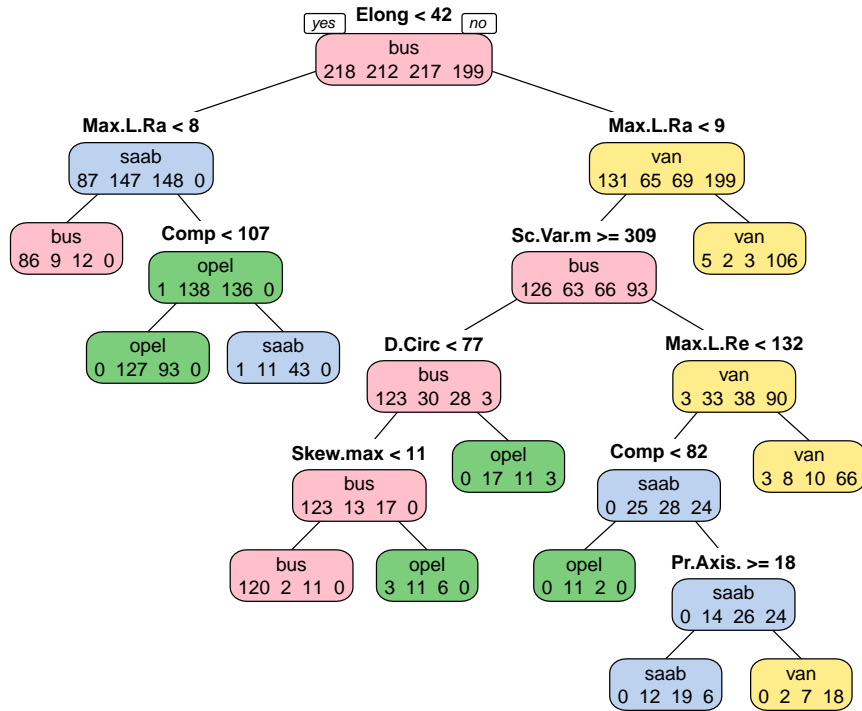 Elong < 42
yes no
bus
218 212 217 199
Max.L.Ra < 8 Max.L.Ra < 9
saab van
87 147 148 0 131 65 69 199
Comp < 107 Sc.Var.m >= 309
bus opel bus van
86 9 12 0 1 138 136 0 126 63 66 93 5 2 3 106
D.Circ < 77 Max.L.Re < 132
opel saab bus van
0 127 93 0 1 11 43 0 123 30 28 3 3 33 38 90
Skew.max < 11 Comp < 82
bus opel saab van
123 13 17 0 0 17 11 3 0 25 28 24 3 8 10 66
Pr.Axis. >= 18
bus opel opel saab
120 2 11 0 3 11 6 0 0 11 2 0 0 14 26 24
saab van
0 12 19 6 0 2 7 18